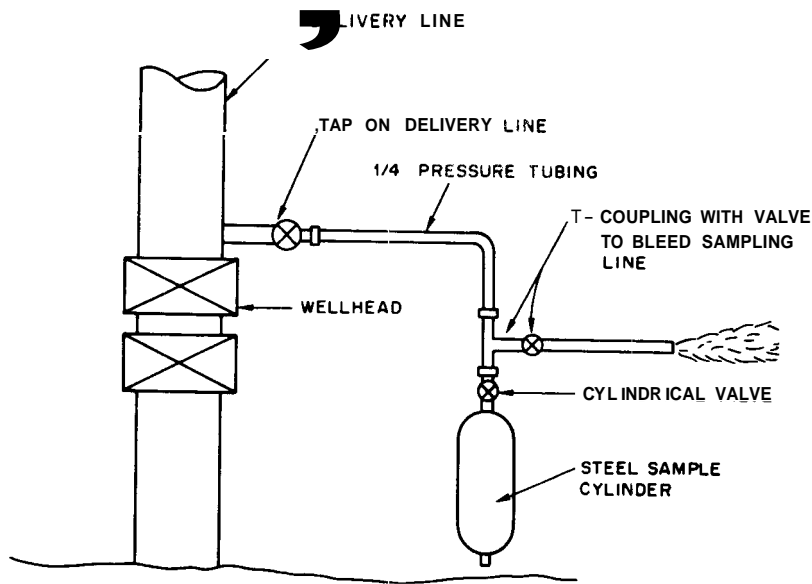 LIVERY LINE
TAP ON DELIVERY LINE
1/4 PRESSURE TUBING
T- COUPLING WITH VALVE
TO BLEED SAMPLING
LINE
WELLHEAD
CYLINDRICAL VALVE
STEEL SAMPLE
CYLINDER